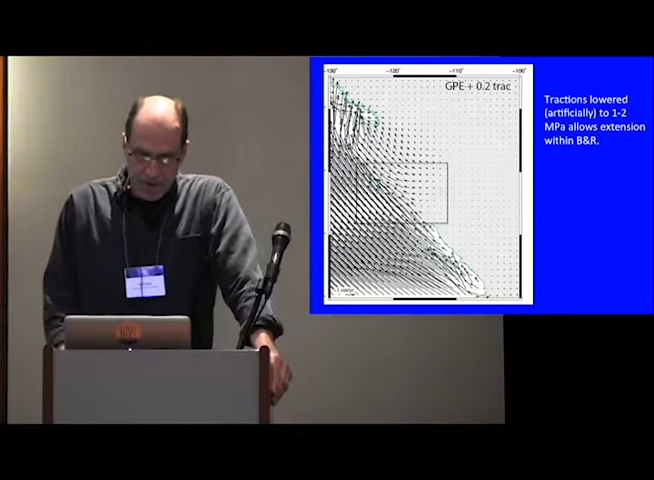 -130° -120° -110° -100°
GPE + 0.2 trac
Tractions lowered
(artificially) to 1-2
MPa allows extension
within B&R.